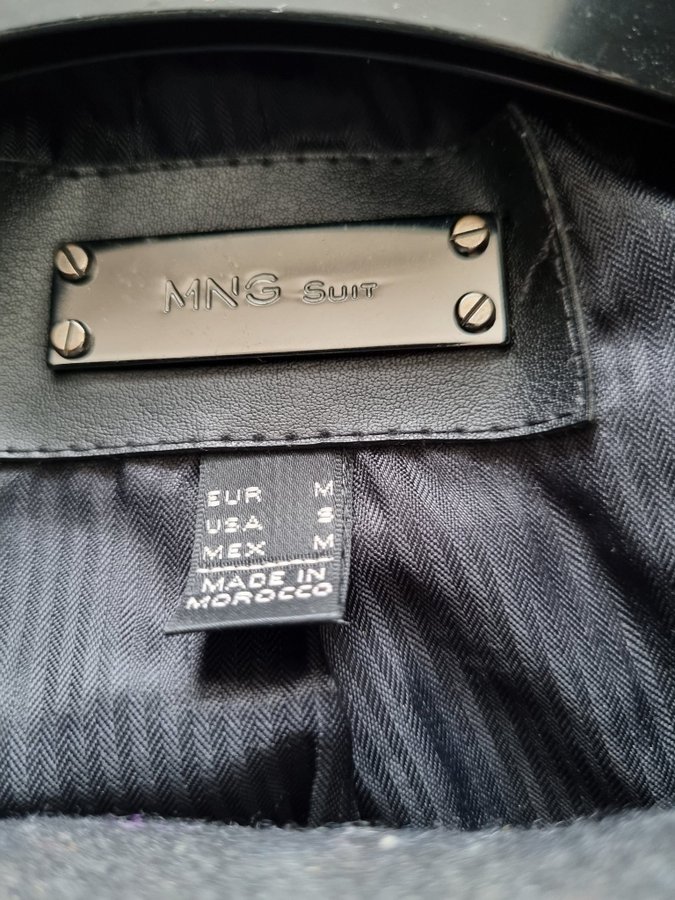 MNG SUIT
EUR M
USA S
MEX M
MADE IN
MOROCCO